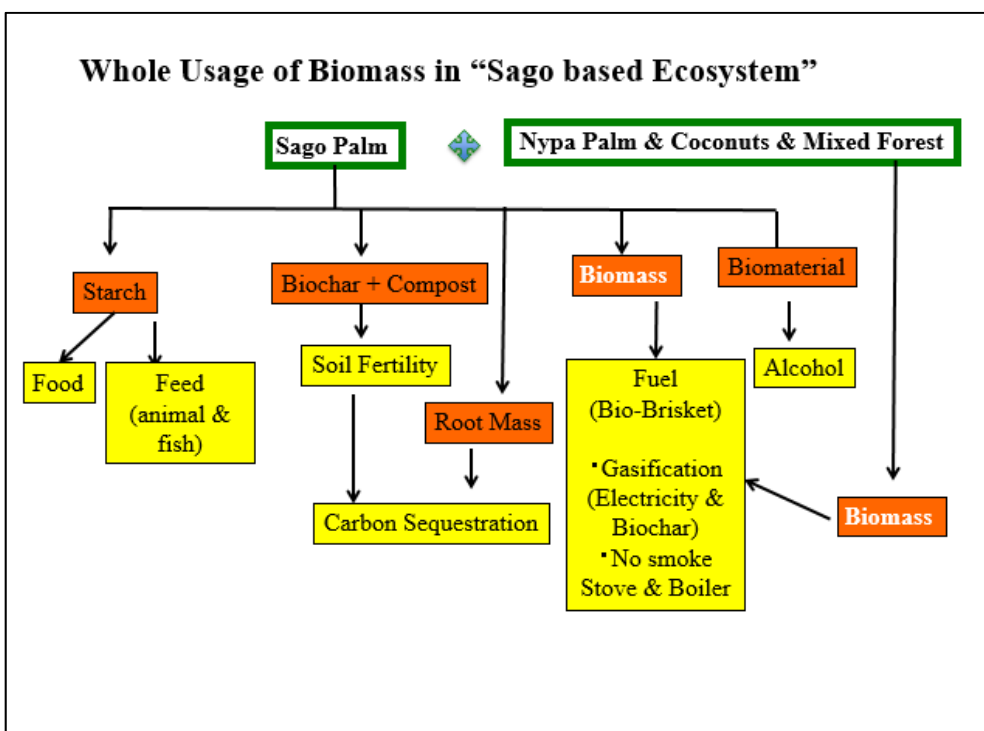 Whole Usage of Biomass in “Sago based Ecosystem”
Sago Palm
Nypa Palm & Coconuts & Mixed Forest
Starch
Biochar + Compost
Biomass
Biomaterial
Food
Feed
(animal &
fish)
Soil Fertility
Root Mass
Carbon Sequestration
Fuel
(Bio-Brisket)
・Gasification
(Electricity &
Biochar)
・No smoke
Stove & Boiler
Alcohol
Biomass